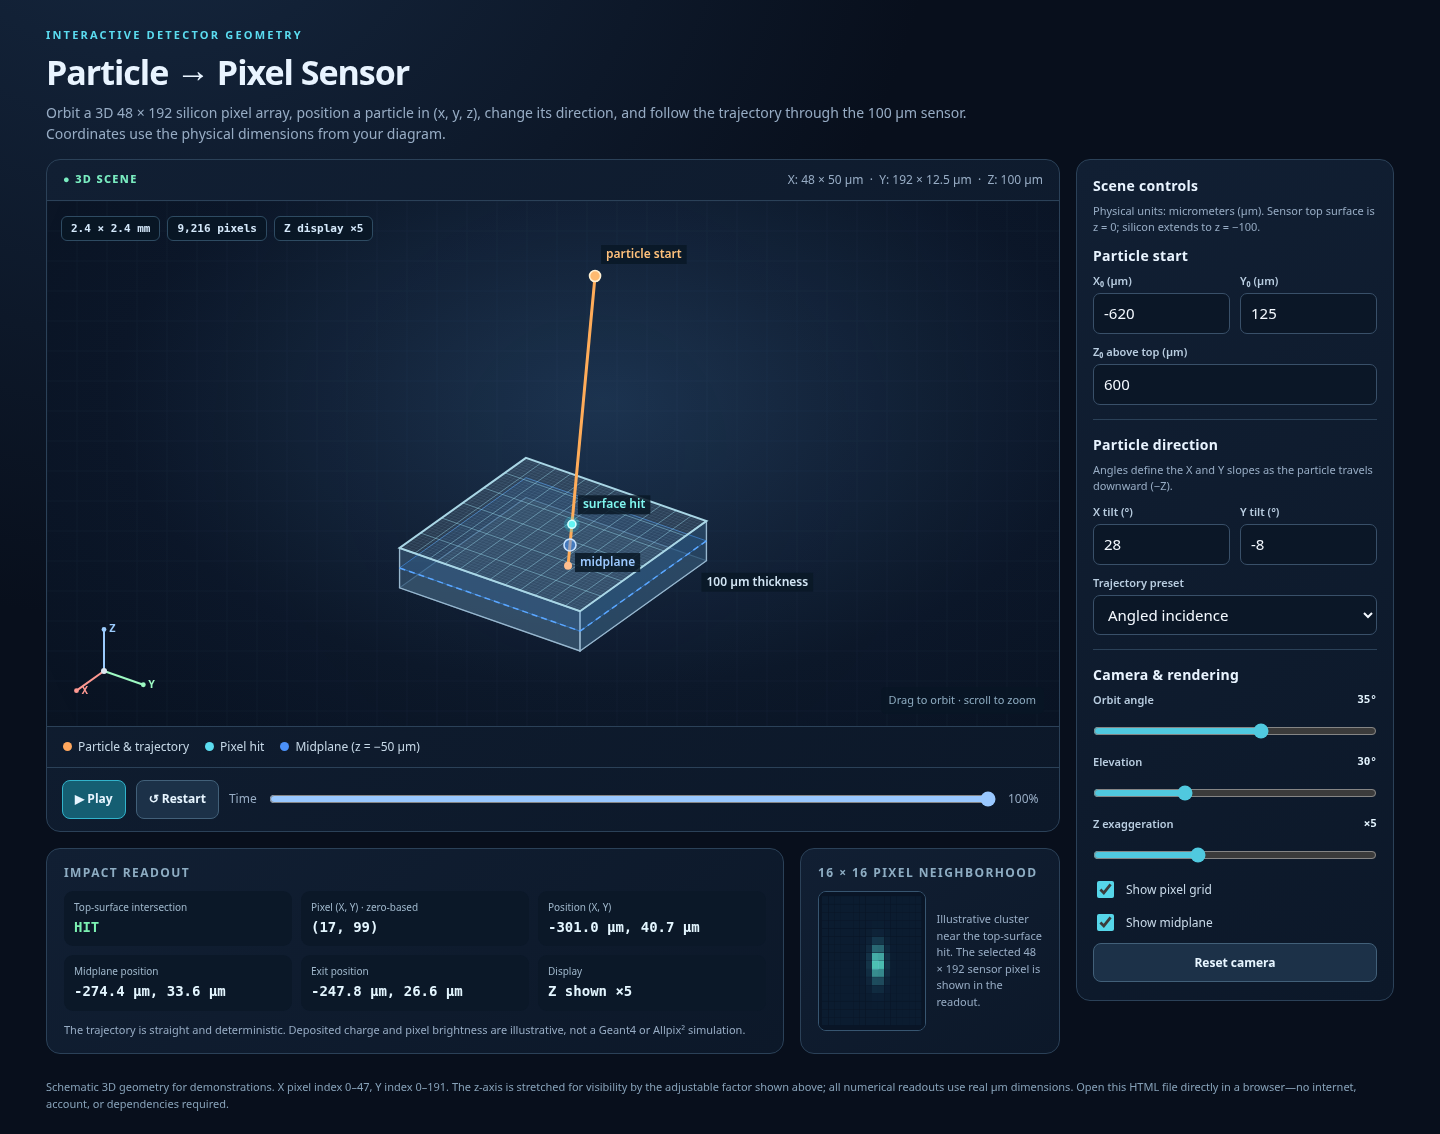 INTERACTIVE DETECTOR GEOMETRY
Particle → Pixel Sensor
Orbit a 3D 48 × 192 silicon pixel array, position a particle in (x, y, z), change its direction, and follow the trajectory through the 100 µm sensor.
Coordinates use the physical dimensions from your diagram.
● 3D SCENE
X: 48 × 50 µm · Y: 192 × 12.5 µm · Z: 100 µm
2.4 × 2.4 mm
9,216 pixels
Z display ×5
particle start
surface hit
midplane
100 µm thickness
Z
X
Y
Drag to orbit · scroll to zoom
Particle & trajectory
Pixel hit
Midplane (z = −50 µm)
▶ Play
↺ Restart
Time
100%
IMPACT READOUT
Top-surface intersection
HIT
Pixel (X, Y) · zero-based
(17, 99)
Position (X, Y)
-301.0 µm, 40.7 µm
Midplane position
-274.4 µm, 33.6 µm
Exit position
-247.8 µm, 26.6 µm
Display
Z shown ×5
The trajectory is straight and deterministic. Deposited charge and pixel brightness are illustrative, not a Geant4 or Allpix² simulation.
16 × 16 PIXEL NEIGHBORHOOD
Illustrative cluster
near the top-surface
hit. The selected 48
× 192 sensor pixel is
shown in the
readout.
Scene controls
Physical units: micrometers (µm). Sensor top surface is
z = 0; silicon extends to z = −100.
Particle start
X₀ (µm)
Y₀ (µm)
-620
125
Z₀ above top (µm)
600
Particle direction
Angles define the X and Y slopes as the particle travels
downward (−Z).
X tilt (°)
Y tilt (°)
28
-8
Trajectory preset
Angled incidence
Camera & rendering
Orbit angle
35°
Elevation
30°
Z exaggeration
×5
Show pixel grid
Show midplane
Reset camera
Schematic 3D geometry for demonstrations. X pixel index 0–47, Y index 0–191. The z-axis is stretched for visibility by the adjustable factor shown above; all numerical readouts use real µm dimensions. Open this HTML file directly in a browser—no internet,
account, or dependencies required.